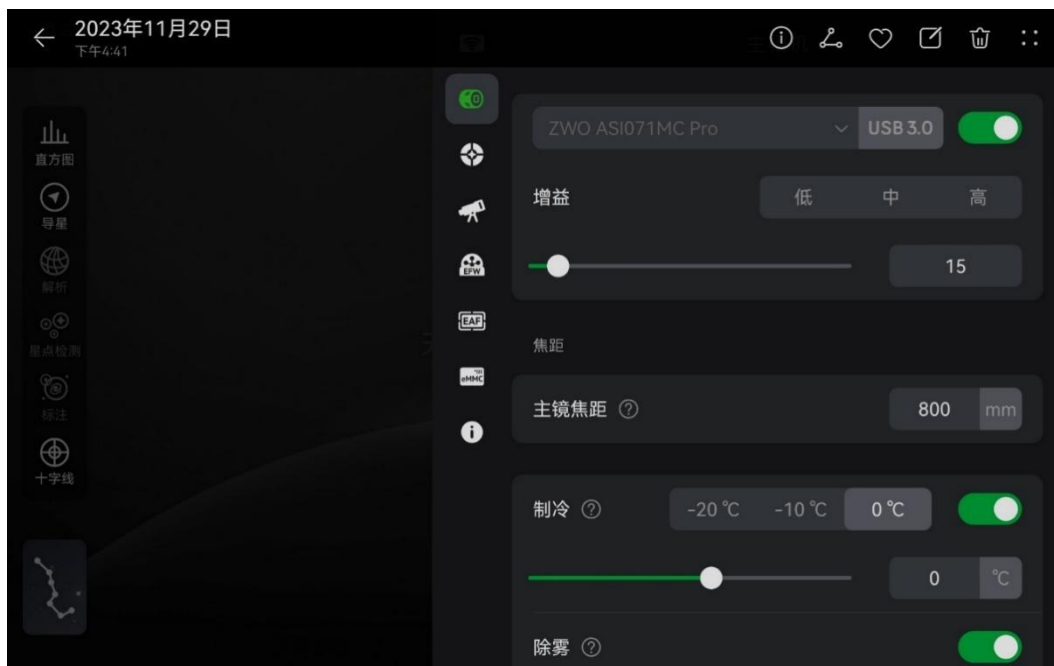 2023年11月29日
下午4:41
直方图
导星
解析
星点检测
标注
十字线
EFW
EAF
eMMC
ZWO ASI071MC Pro
USB 3.0
增益
低 中 高
15
焦距
主镜焦距
800 mm
制冷
-20 ℃ -10 ℃ 0 ℃
0 ℃
除雾